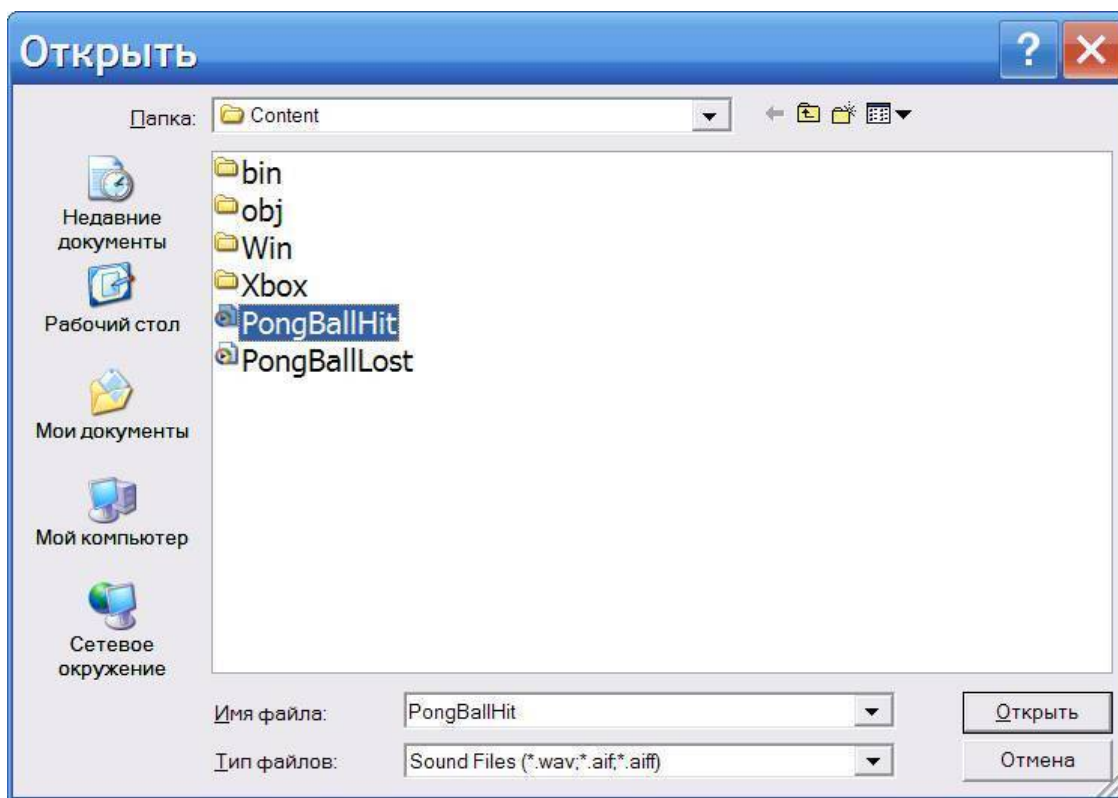 Открыть
Папка:
Content
Недавние
документы
Рабочий стол
Мои документы
Мой компьютер
Сетевое
окружение
bin
obj
Win
Xbox
PongBallHit
PongBallLost
Имя файла:
PongBallHit
Открыть
Тип файлов:
Sound Files (*.wav;*.aif;*.aiff)
Отмена